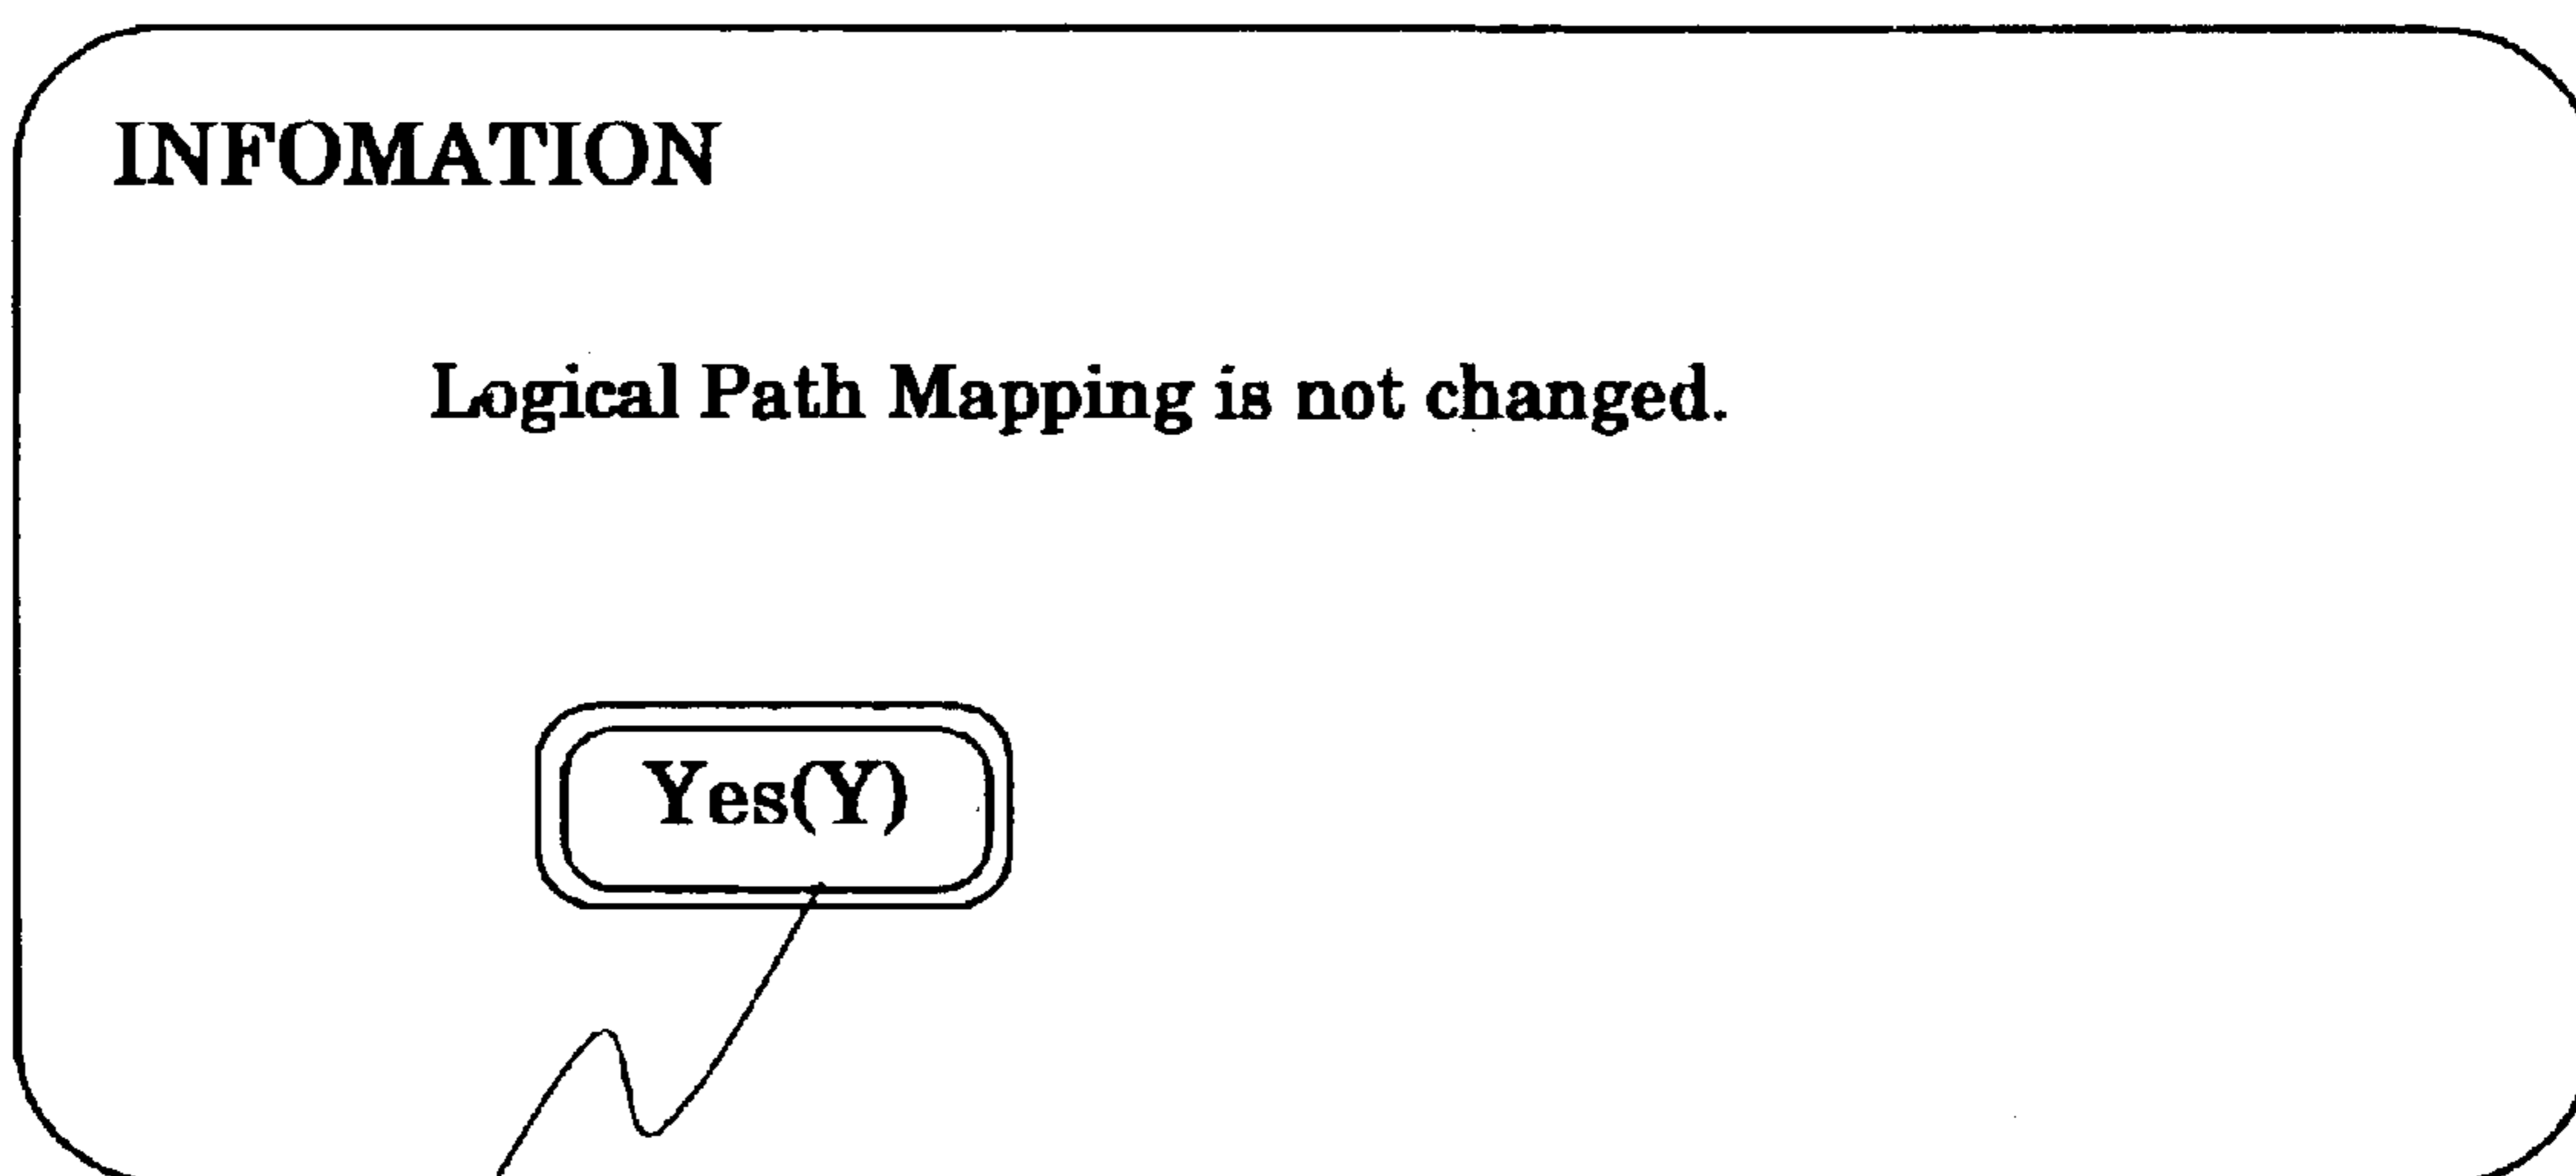 INFOMATION
Logical Path Mapping is not changed.
Yes(Y)